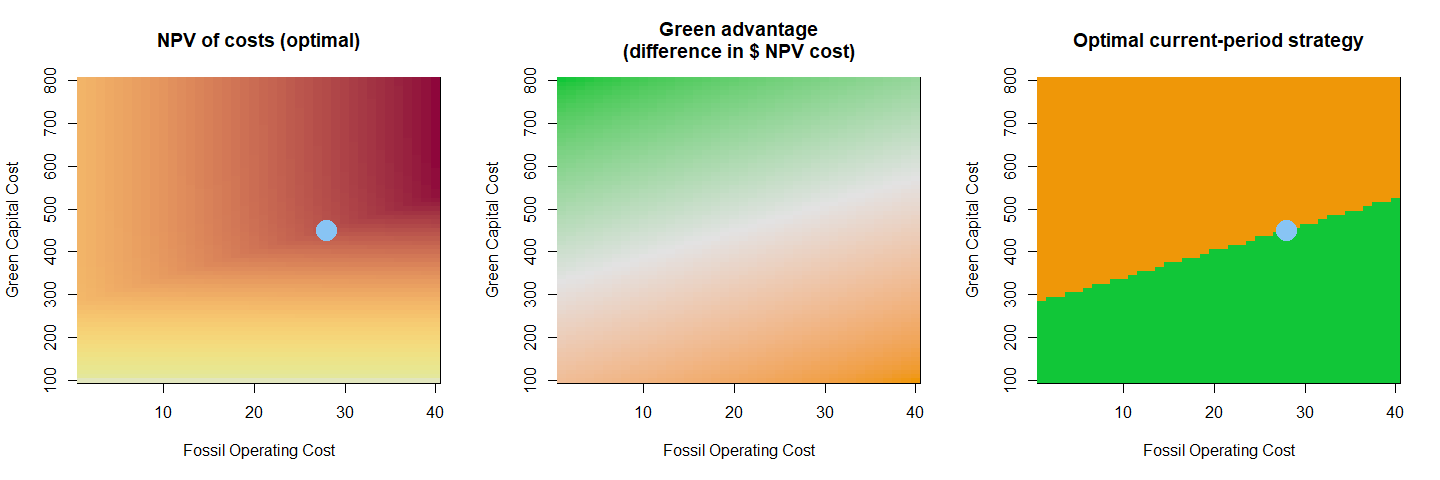 NPV of costs (optimal)
Green Capital Cost
800
700
600
500
400
300
200
100
10 20 30 40
Fossil Operating Cost
Green advantage
(difference in $ NPV cost)
Green Capital Cost
800
700
600
500
400
300
200
100
10 20 30 40
Fossil Operating Cost
Optimal current-period strategy
Green Capital Cost
800
700
600
500
400
300
200
100
10 20 30 40
Fossil Operating Cost